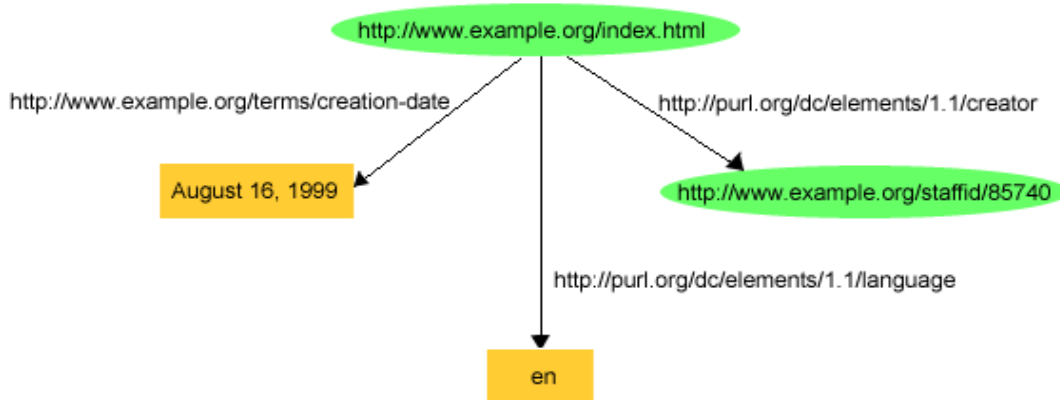 http://www.example.org/index.html
http://www.example.org/terms/creation-date
http://purl.org/dc/elements/1.1/creator
August 16, 1999
http://www.example.org/staffid/85740
http://purl.org/dc/elements/1.1/language
en